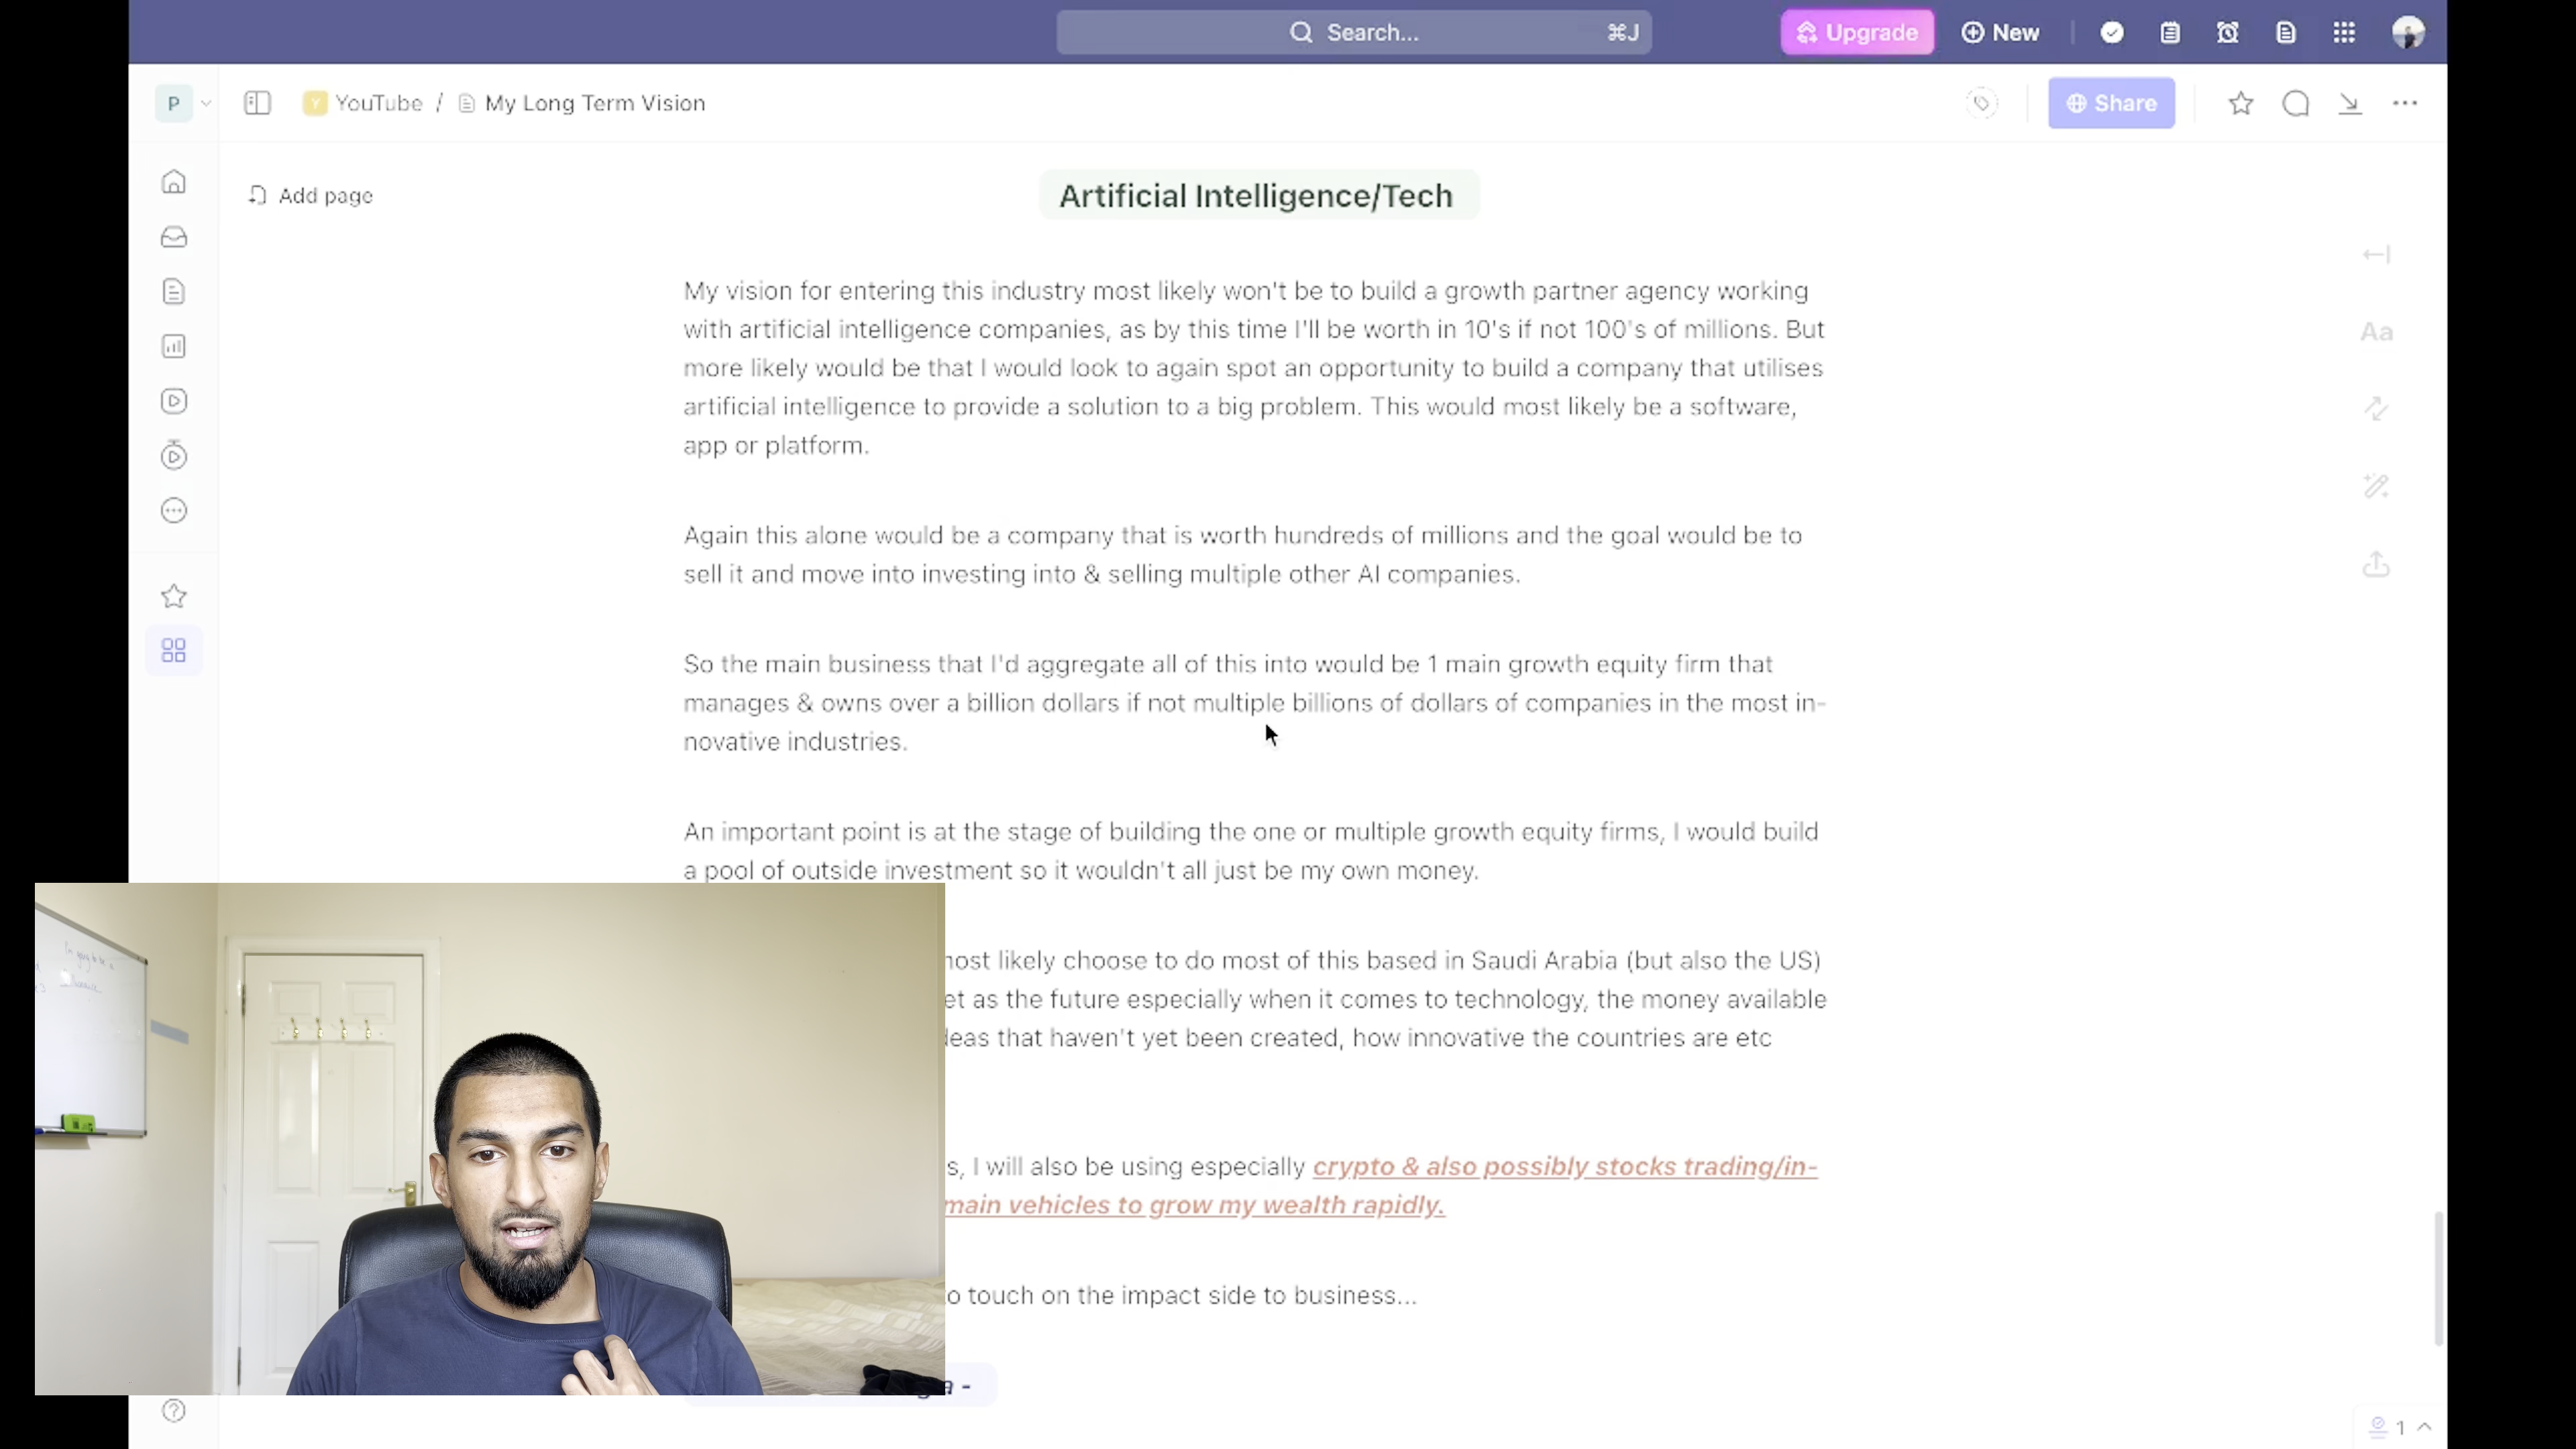 Search...
⌘J
Upgrade
New
P
YouTube / My Long Term Vision
Share
Add page
Artificial Intelligence/Tech
My vision for entering this industry most likely won't be to build a growth partner agency working
with artificial intelligence companies, as by this time I'll be worth in 10's if not 100's of millions. But
more likely would be that I would look to again spot an opportunity to build a company that utilises
artificial intelligence to provide a solution to a big problem. This would most likely be a software,
app or platform.
Again this alone would be a company that is worth hundreds of millions and the goal would be to
sell it and move into investing into & selling multiple other AI companies.
So the main business that I'd aggregate all of this into would be 1 main growth equity firm that
manages & owns over a billion dollars if not multiple billions of dollars of companies in the most in-
novative industries.
An important point is at the stage of building the one or multiple growth equity firms, I would build
a pool of outside investment so it wouldn't all just be my own money.
likely choose to do most of this based in Saudi Arabia (but also the US)
as the future especially when it comes to technology, the money available
that haven't yet been created, how innovative the countries are etc
I will also be using especially crypto & also possibly stocks trading/in-
main vehicles to grow my wealth rapidly.
touch on the impact side to business...
Aa
I'm going to be a
1